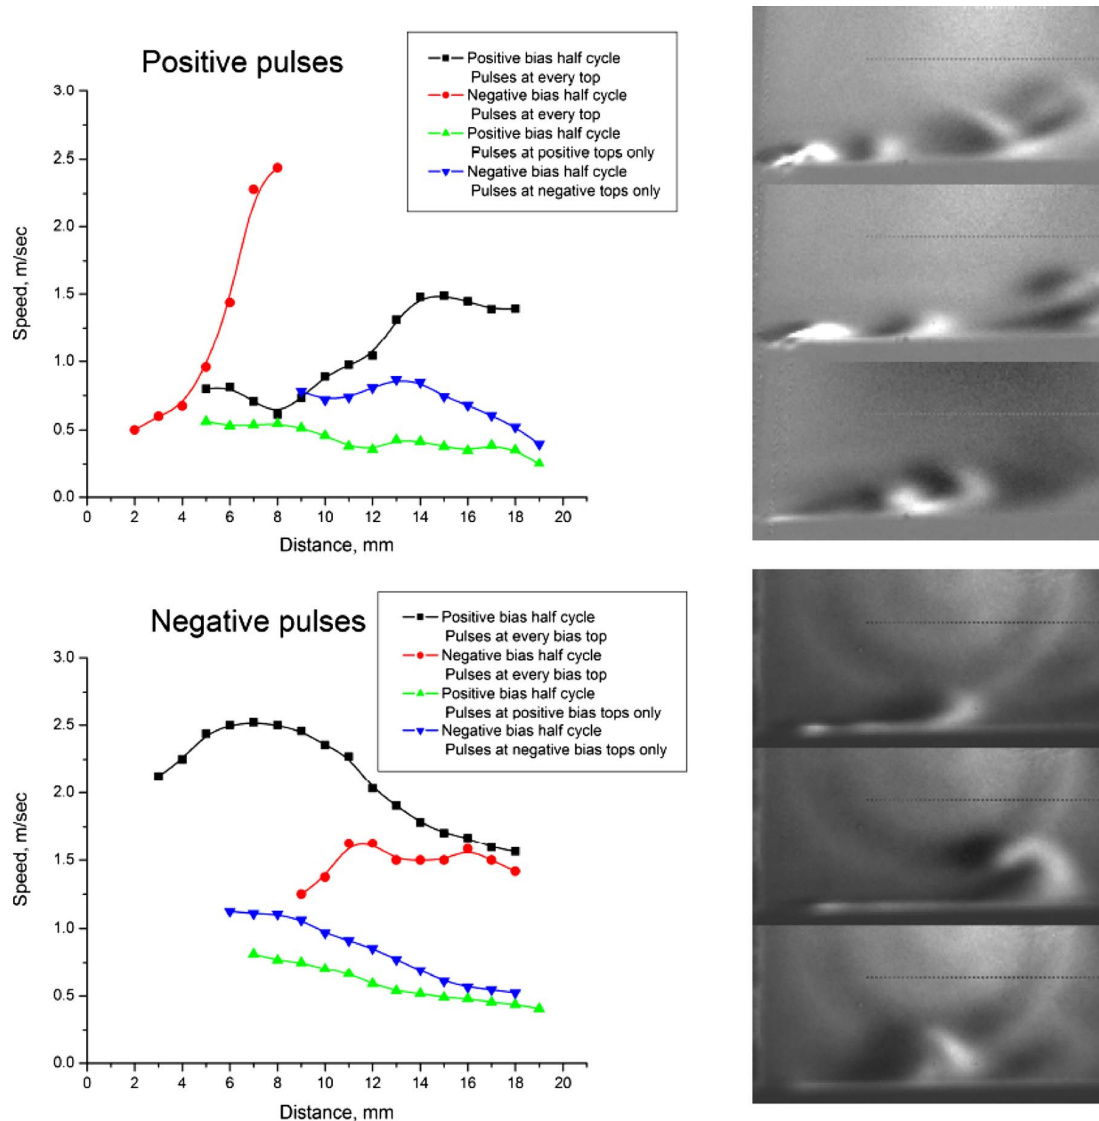 Positive pulses
Positive bias half cycle
Pulses at every top
Negative bias half cycle
Pulses at every top
Positive bias half cycle
Pulses at positive tops only
Negative bias half cycle
Pulses at negative tops only
3.0
2.5
2.0
1.5
1.0
0.5
0.0
Speed, m/sec
0 2 4 6 8 10 12 14 16 18 20
Distance, mm
Negative pulses
Positive bias half cycle
Pulses at every bias top
Negative bias half cycle
Pulses at every bias top
Positive bias half cycle
Pulses at positive bias tops only
Negative bias half cycle
Pulses at negative bias tops only
3.0
2.5
2.0
1.5
1.0
0.5
0.0
Speed, m/sec
0 2 4 6 8 10 12 14 16 18 20
Distance, mm